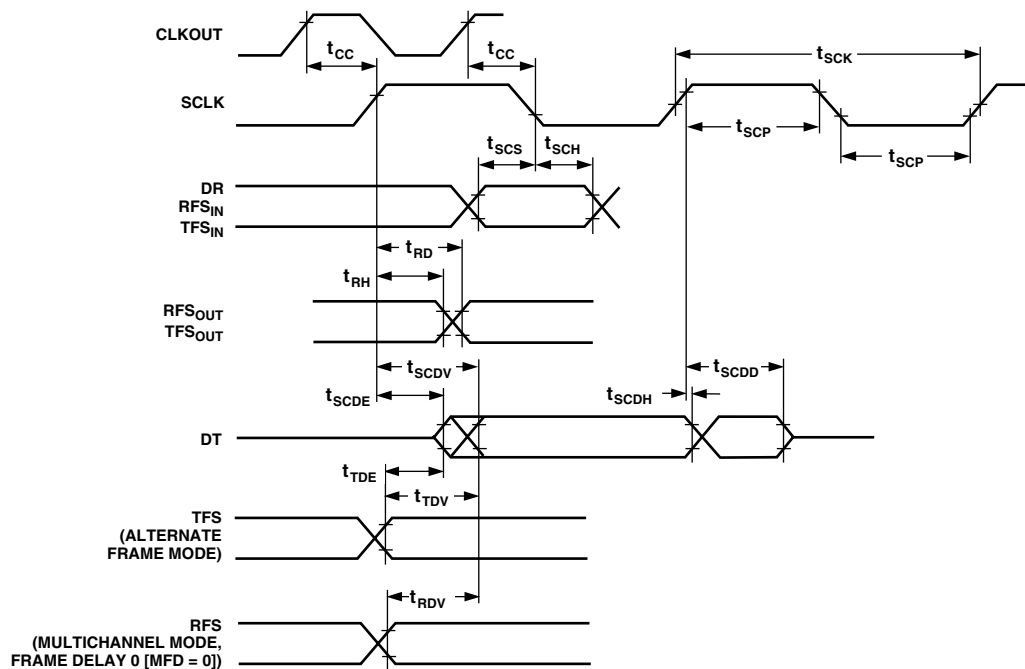 CLKOUT
tCC
tCC
tSCK
SCLK
tSCP
tSCP
tSCS
tSCH
DR
RFSIN
TFSIN
tRD
tRH
RFSOUT
TFSOUT
tSCDV
tSCDD
tSCDE
tSCDH
DT
tTDE
tTDV
TFS
(ALTERNATE
FRAME MODE)
tRDV
RFS
(MULTICHANNEL MODE,
FRAME DELAY 0 [MFD = 0])